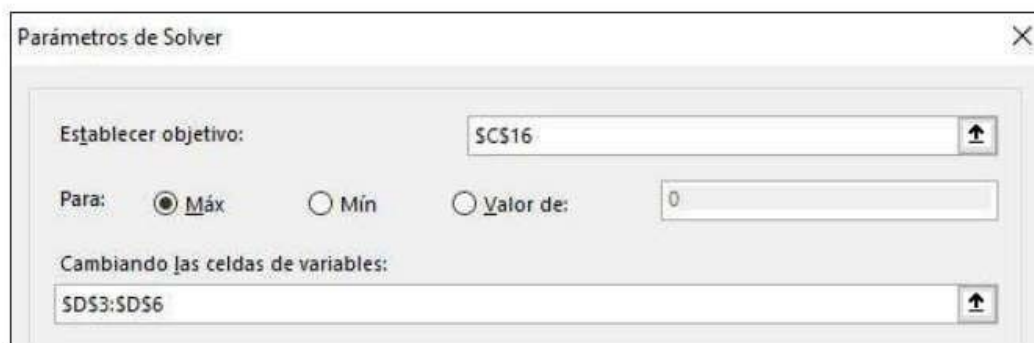 Parámetros de Solver
Establecer objetivo: $C$16
Para: Máx Mín Valor de: 0
Cambiando las celdas de variables:
$D$3:$D$6